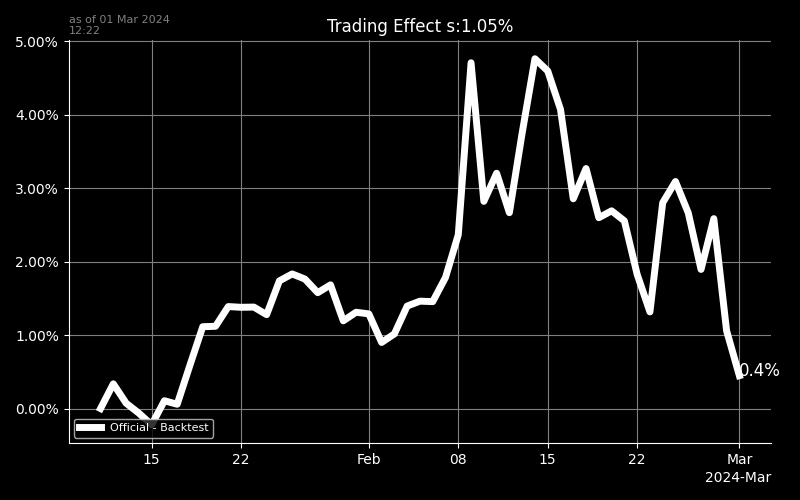 as of 01 Mar 2024
12:22
Trading Effect s:1.05%
5.00%
4.00%
3.00%
2.00%
1.00%
0.00%
0.4%
Official - Backtest
15
22
Feb
08
15
22
Mar
2024-Mar